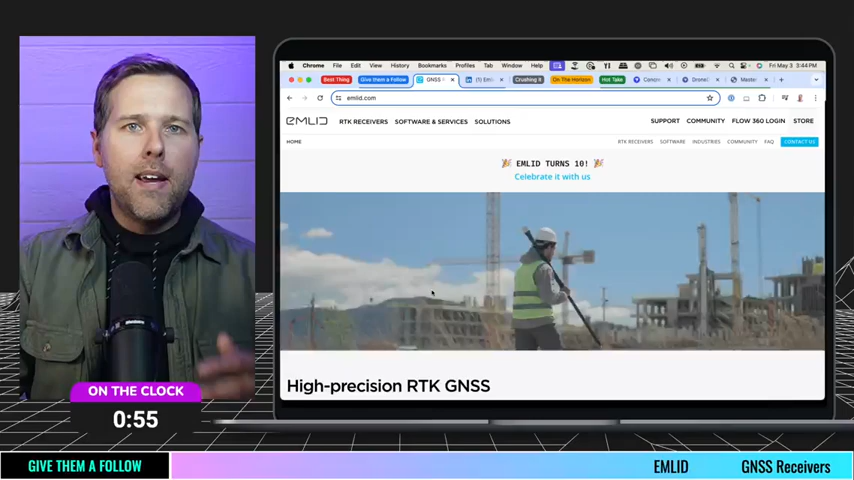 Chrome File Edit View History Bookmarks Profiles Tab Window Help Fri May 3 3:44PM
Best Thing Give them a Follow GNSS (in) Crushing it On The Horizon Hot Take Master
emlid.com
EMLID RTK RECEIVERS SOFTWARE & SERVICES SOLUTIONS SUPPORT COMMUNITY FLOW 360 LOGIN STORE
HOME RTK RECEIVERS SOFTWARE INDUSTRIES COMMUNITY FAQ CONTACT US
EMLID TURNS 10!
Celebrate it with us
High-precision RTK GNSS
ON THE CLOCK
0:55
GIVE THEM A FOLLOW EMLID GNSS Receivers